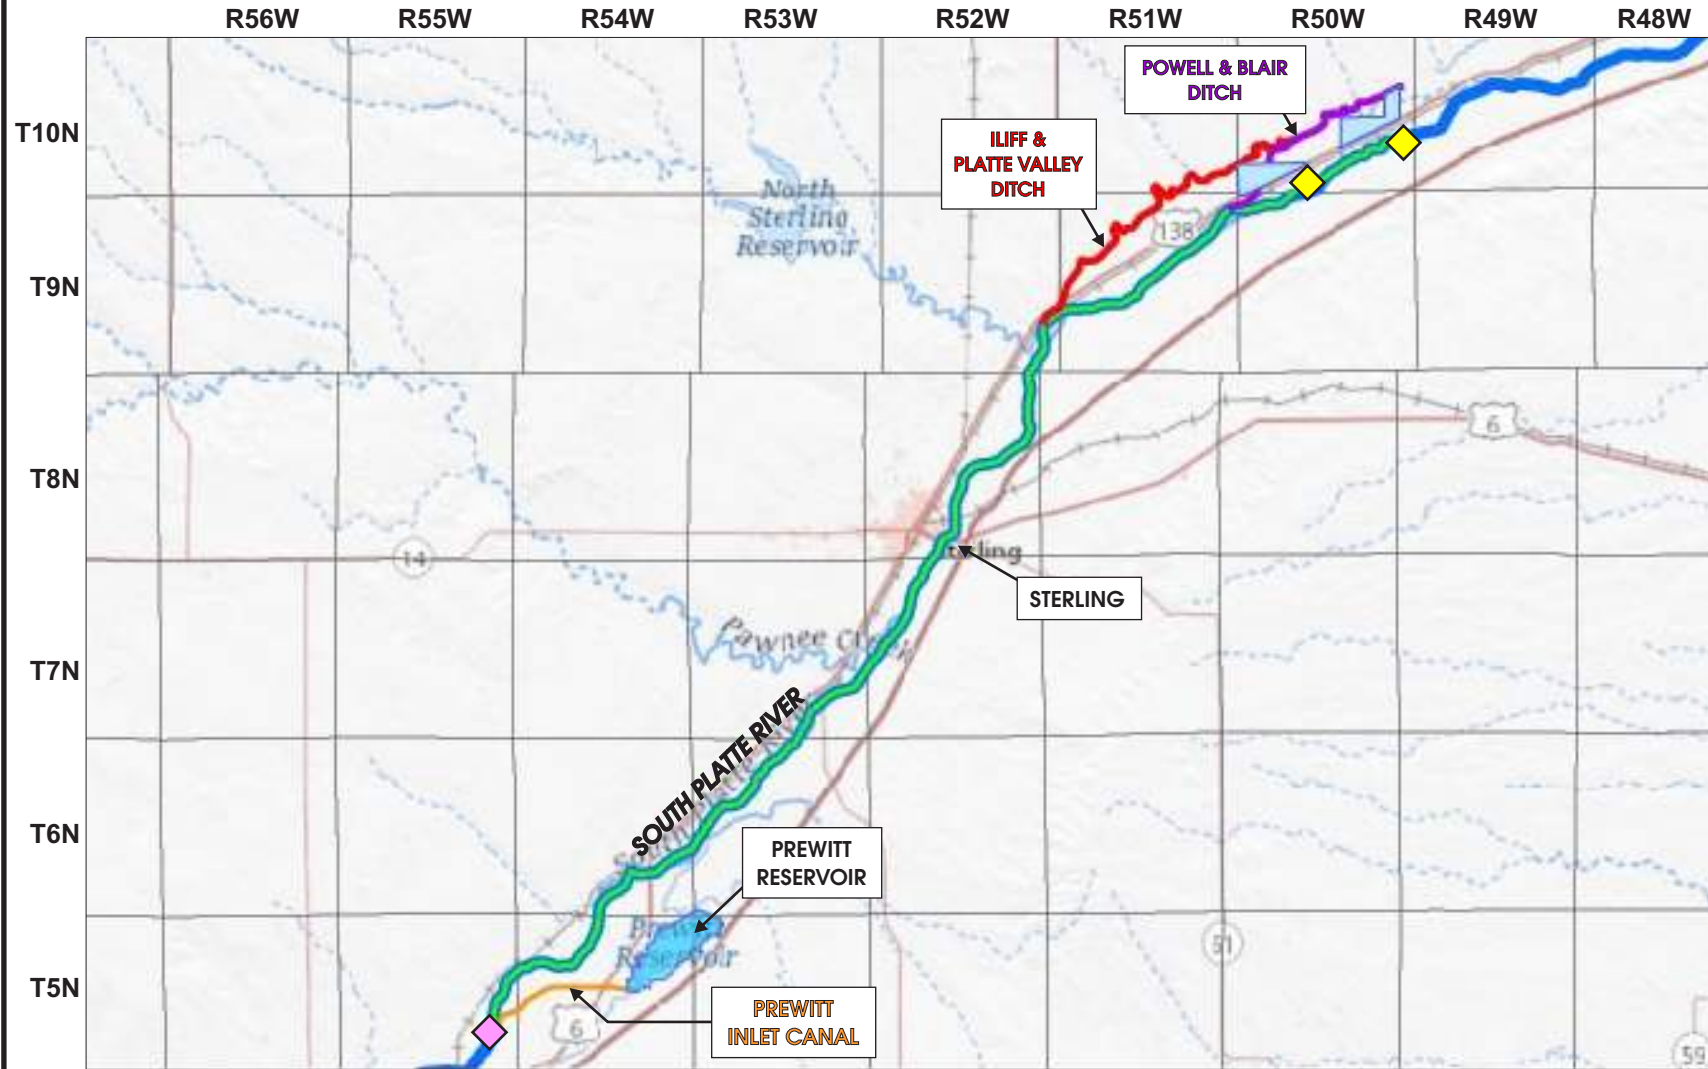 R56W R55W R54W R53W R52W R51W R50W R49W R48W
POWELL & BLAIR
DITCH
T10N
ILIFF &
PLATTE VALLEY
DITCH
North
Sterling
Reservoir
138
T9N
6
T8N
14
STERLING
Pawnee
T7N
SOUTH PLATTE RIVER
T6N
PREWITT
RESERVOIR
Reservoir
T5N
PREWITT
INLET CANAL
6
59